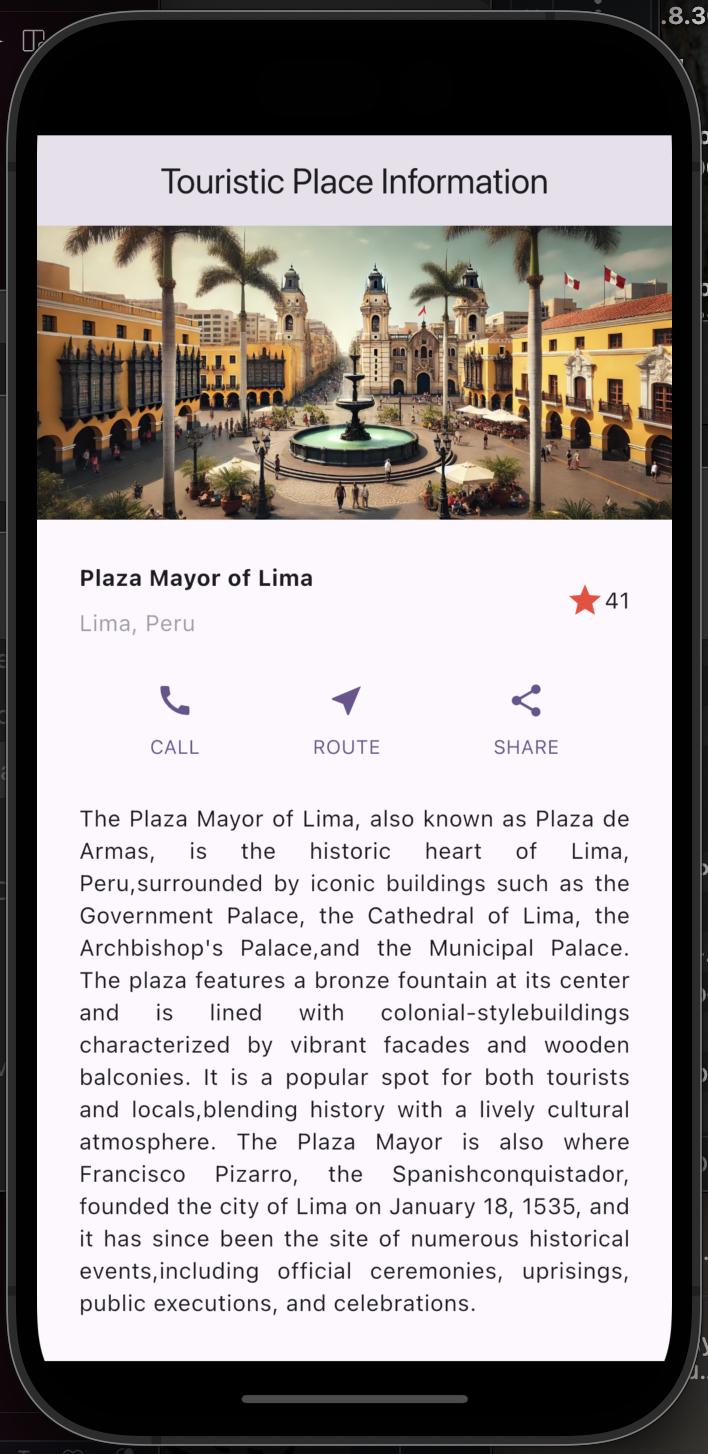 .8.3
Touristic Place Information
Plaza Mayor of Lima
Lima, Peru
41
CALL
ROUTE
SHARE
The Plaza Mayor of Lima, also known as Plaza de
Armas, is the historic heart of Lima,
Peru,surrounded by iconic buildings such as the
Government Palace, the Cathedral of Lima, the
Archbishop's Palace,and the Municipal Palace.
The plaza features a bronze fountain at its center
and is lined with colonial-stylebuildings
characterized by vibrant facades and wooden
balconies. It is a popular spot for both tourists
and locals,blending history with a lively cultural
atmosphere. The Plaza Mayor is also where
Francisco Pizarro, the Spanishconquistador,
founded the city of Lima on January 18, 1535, and
it has since been the site of numerous historical
events,including official ceremonies, uprisings,
public executions, and celebrations.